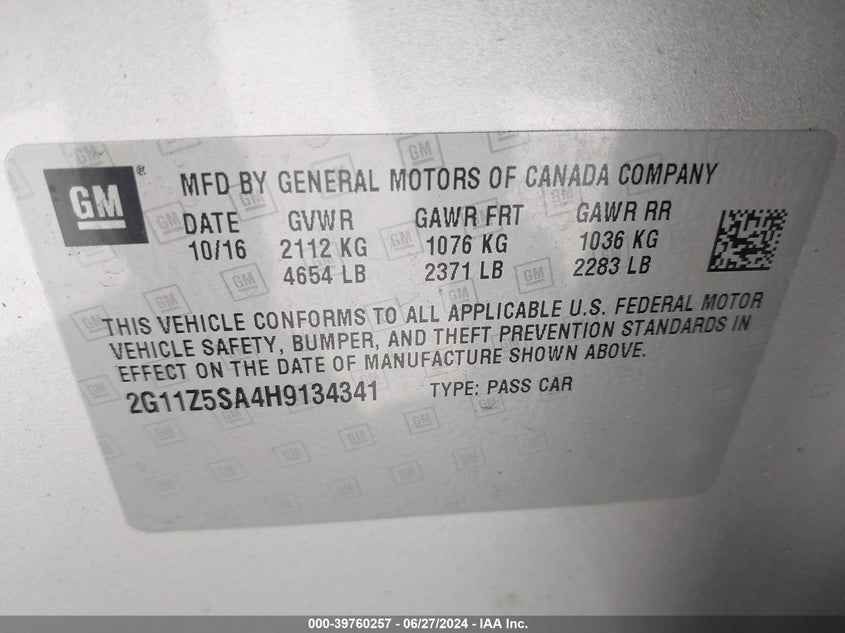 GM ® MFD BY GENERAL MOTORS OF CANADA COMPANY
DATE GVWR GAWR FRT GAWR RR
10/16 2112 KG 1076 KG 1036 KG
4654 LB 2371 LB 2283 LB
THIS VEHICLE CONFORMS TO ALL APPLICABLE U.S. FEDERAL MOTOR
VEHICLE SAFETY, BUMPER, AND THEFT PREVENTION STANDARDS IN
EFFECT ON THE DATE OF MANUFACTURE SHOWN ABOVE.
2G11Z5SA4H9134341 TYPE: PASS CAR
000-39760257 - 06/27/2024 - IAA Inc.